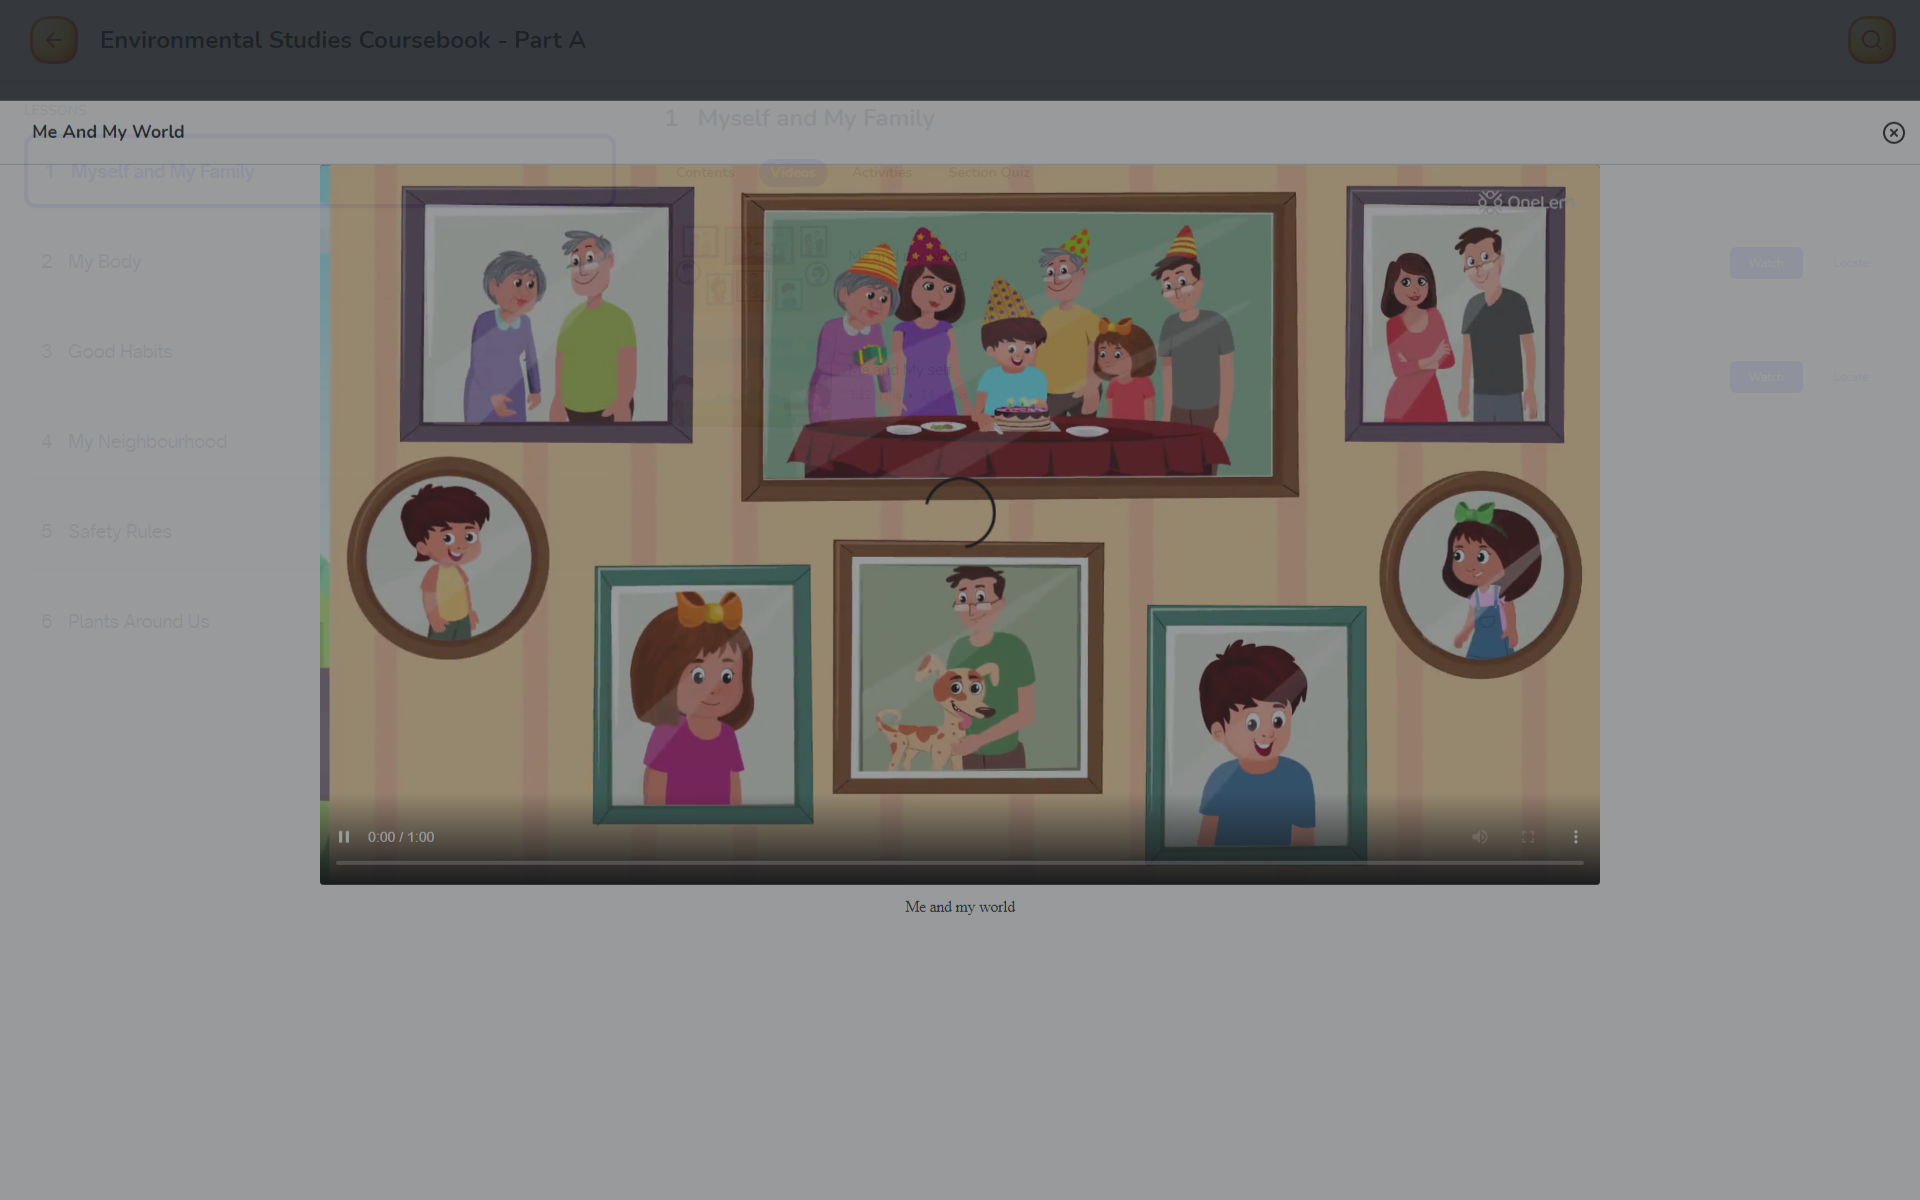 Environmental Studies Coursebook - Part A
LESSONS
1 Myself and My Family
Me And My World
1 Myself and My Family
Contents Videos Activities Section Quiz
OneLern
2 My Body
Watch Locate
3 Good Habits
Watch Locate
4 My Neighbourhood
5 Safety Rules
6 Plants Around Us
0:00 / 1:00
Me and my world